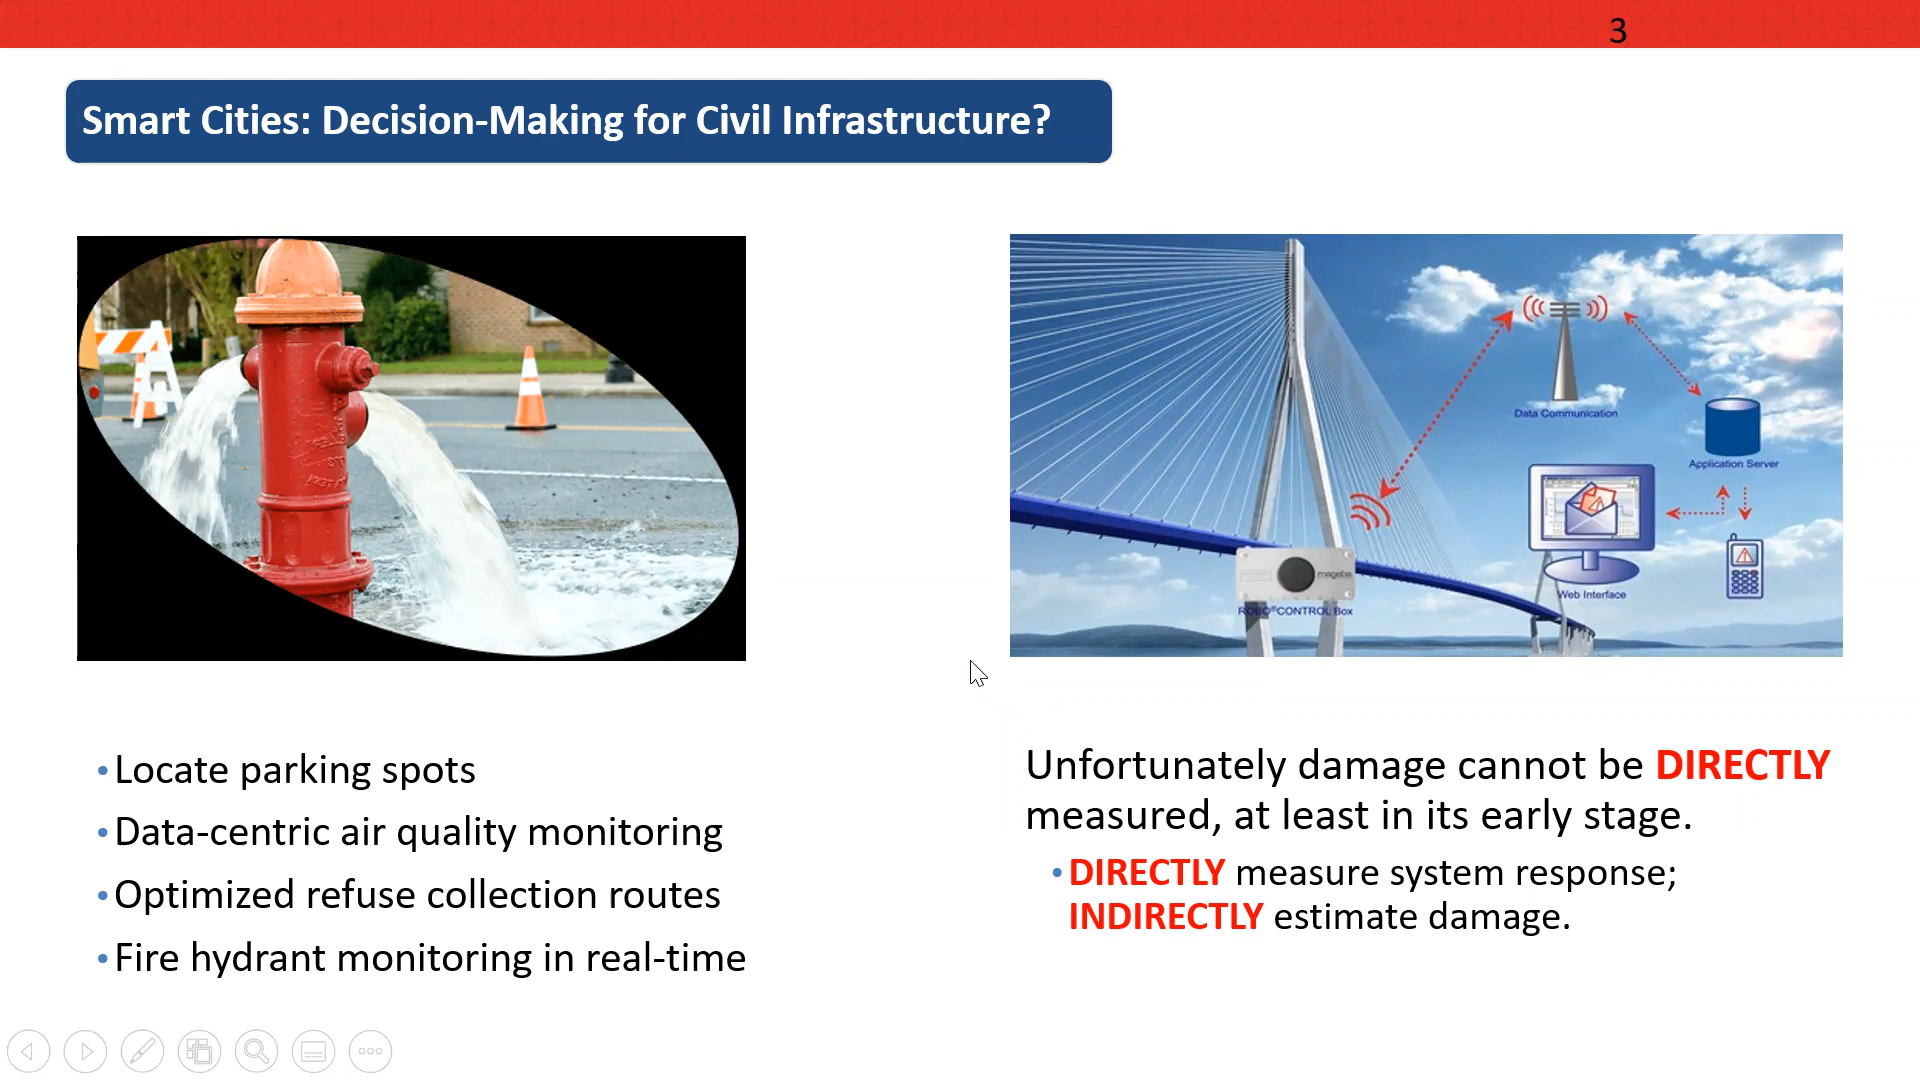 3
Smart Cities: Decision-Making for Civil Infrastructure?
Data Communication
Application Server
Web Interface
mageba
ROBO®CONTROL Box
•Locate parking spots
•Data-centric air quality monitoring
•Optimized refuse collection routes
•Fire hydrant monitoring in real-time
Unfortunately damage cannot be DIRECTLY
measured, at least in its early stage.
•DIRECTLY measure system response;
INDIRECTLY estimate damage.